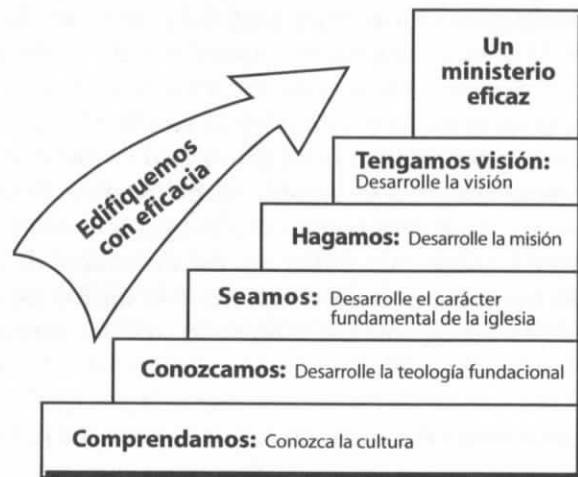 Un
ministerio
eficaz
Edifiquemos
con eficacia
Tengamos visión:
Desarrolle la visión
Hagamos: Desarrolle la misión
Seamos: Desarrolle el carácter
fundamental de la iglesia
Conozcamos: Desarrolle la teología fundacional
Comprendamos: Conozca la cultura